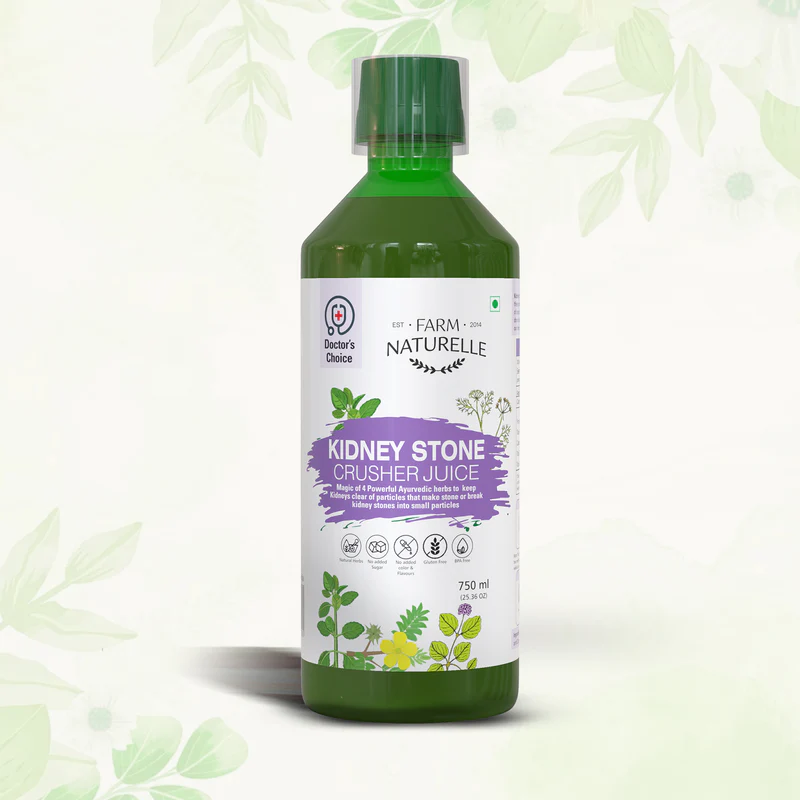 Doctor's
Choice
EST • FARM • 2014
NATURELLE
KIDNEY STONE
CRUSHER JUICE
Magic of 4 Powerful Ayurvedic herbs to keep
Kidneys clear of particles that make stone or break
kidney stones into small particles
Natural Herbs
No added
Sugar
No added
color &
Flavours
Gluten Free
BPA Free
750 ml
(25.36 OZ)